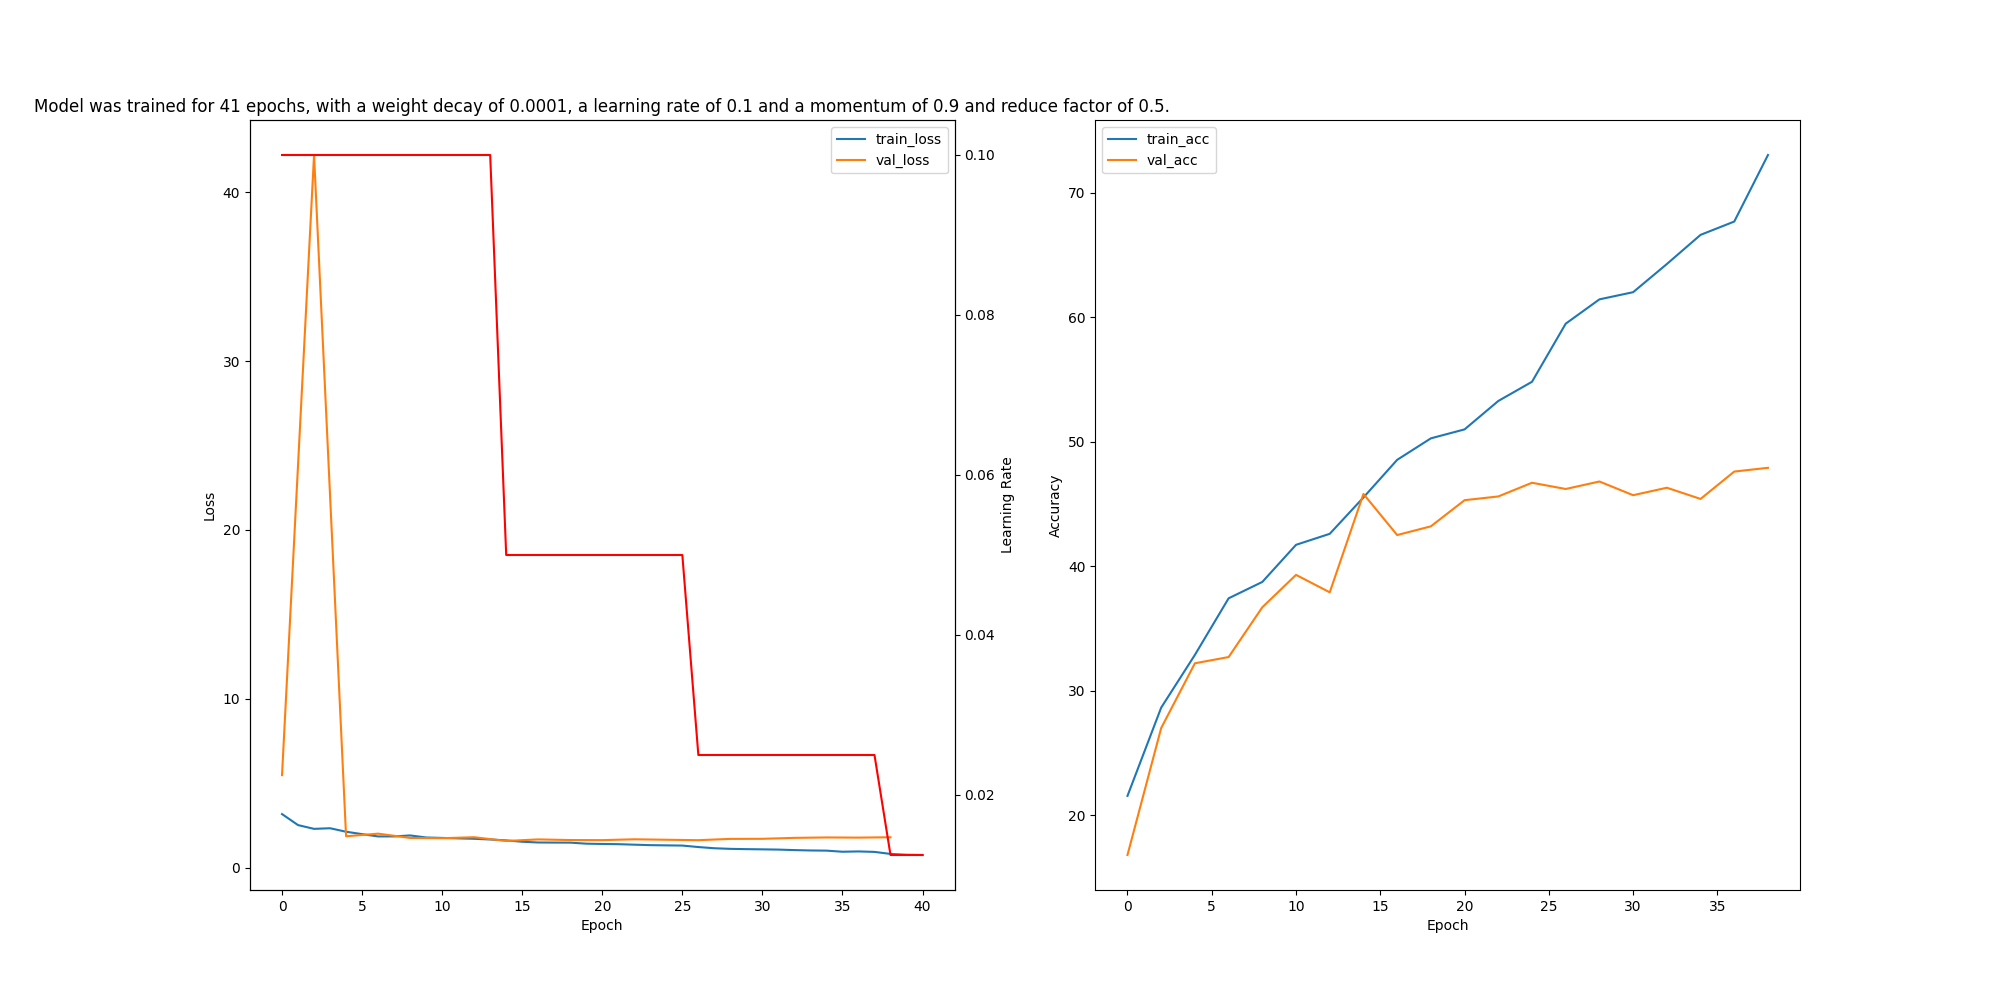 Model was trained for 41 epochs, with a weight decay of 0.0001, a learning rate of 0.1 and a momentum of 0.9 and reduce factor of 0.5.
train_loss
val_loss
40
30
20
10
0
Loss
0.10
0.08
0.06
0.04
0.02
Learning Rate
0 5 10 15 20 25 30 35 40
Epoch
train_acc
val_acc
70
60
50
40
30
20
Accuracy
0 5 10 15 20 25 30 35
Epoch